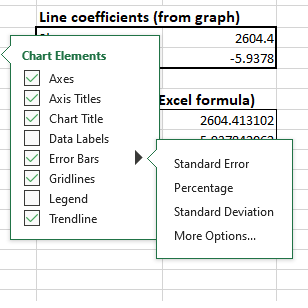 Line coefficients (from graph)
2604.4
-5.9378
Chart Elements
Axes
Axis Titles
Chart Title
Data Labels
Error Bars
Gridlines
Legend
Trendline
Excel formula)
2604.413102
Standard Error
Percentage
Standard Deviation
More Options...